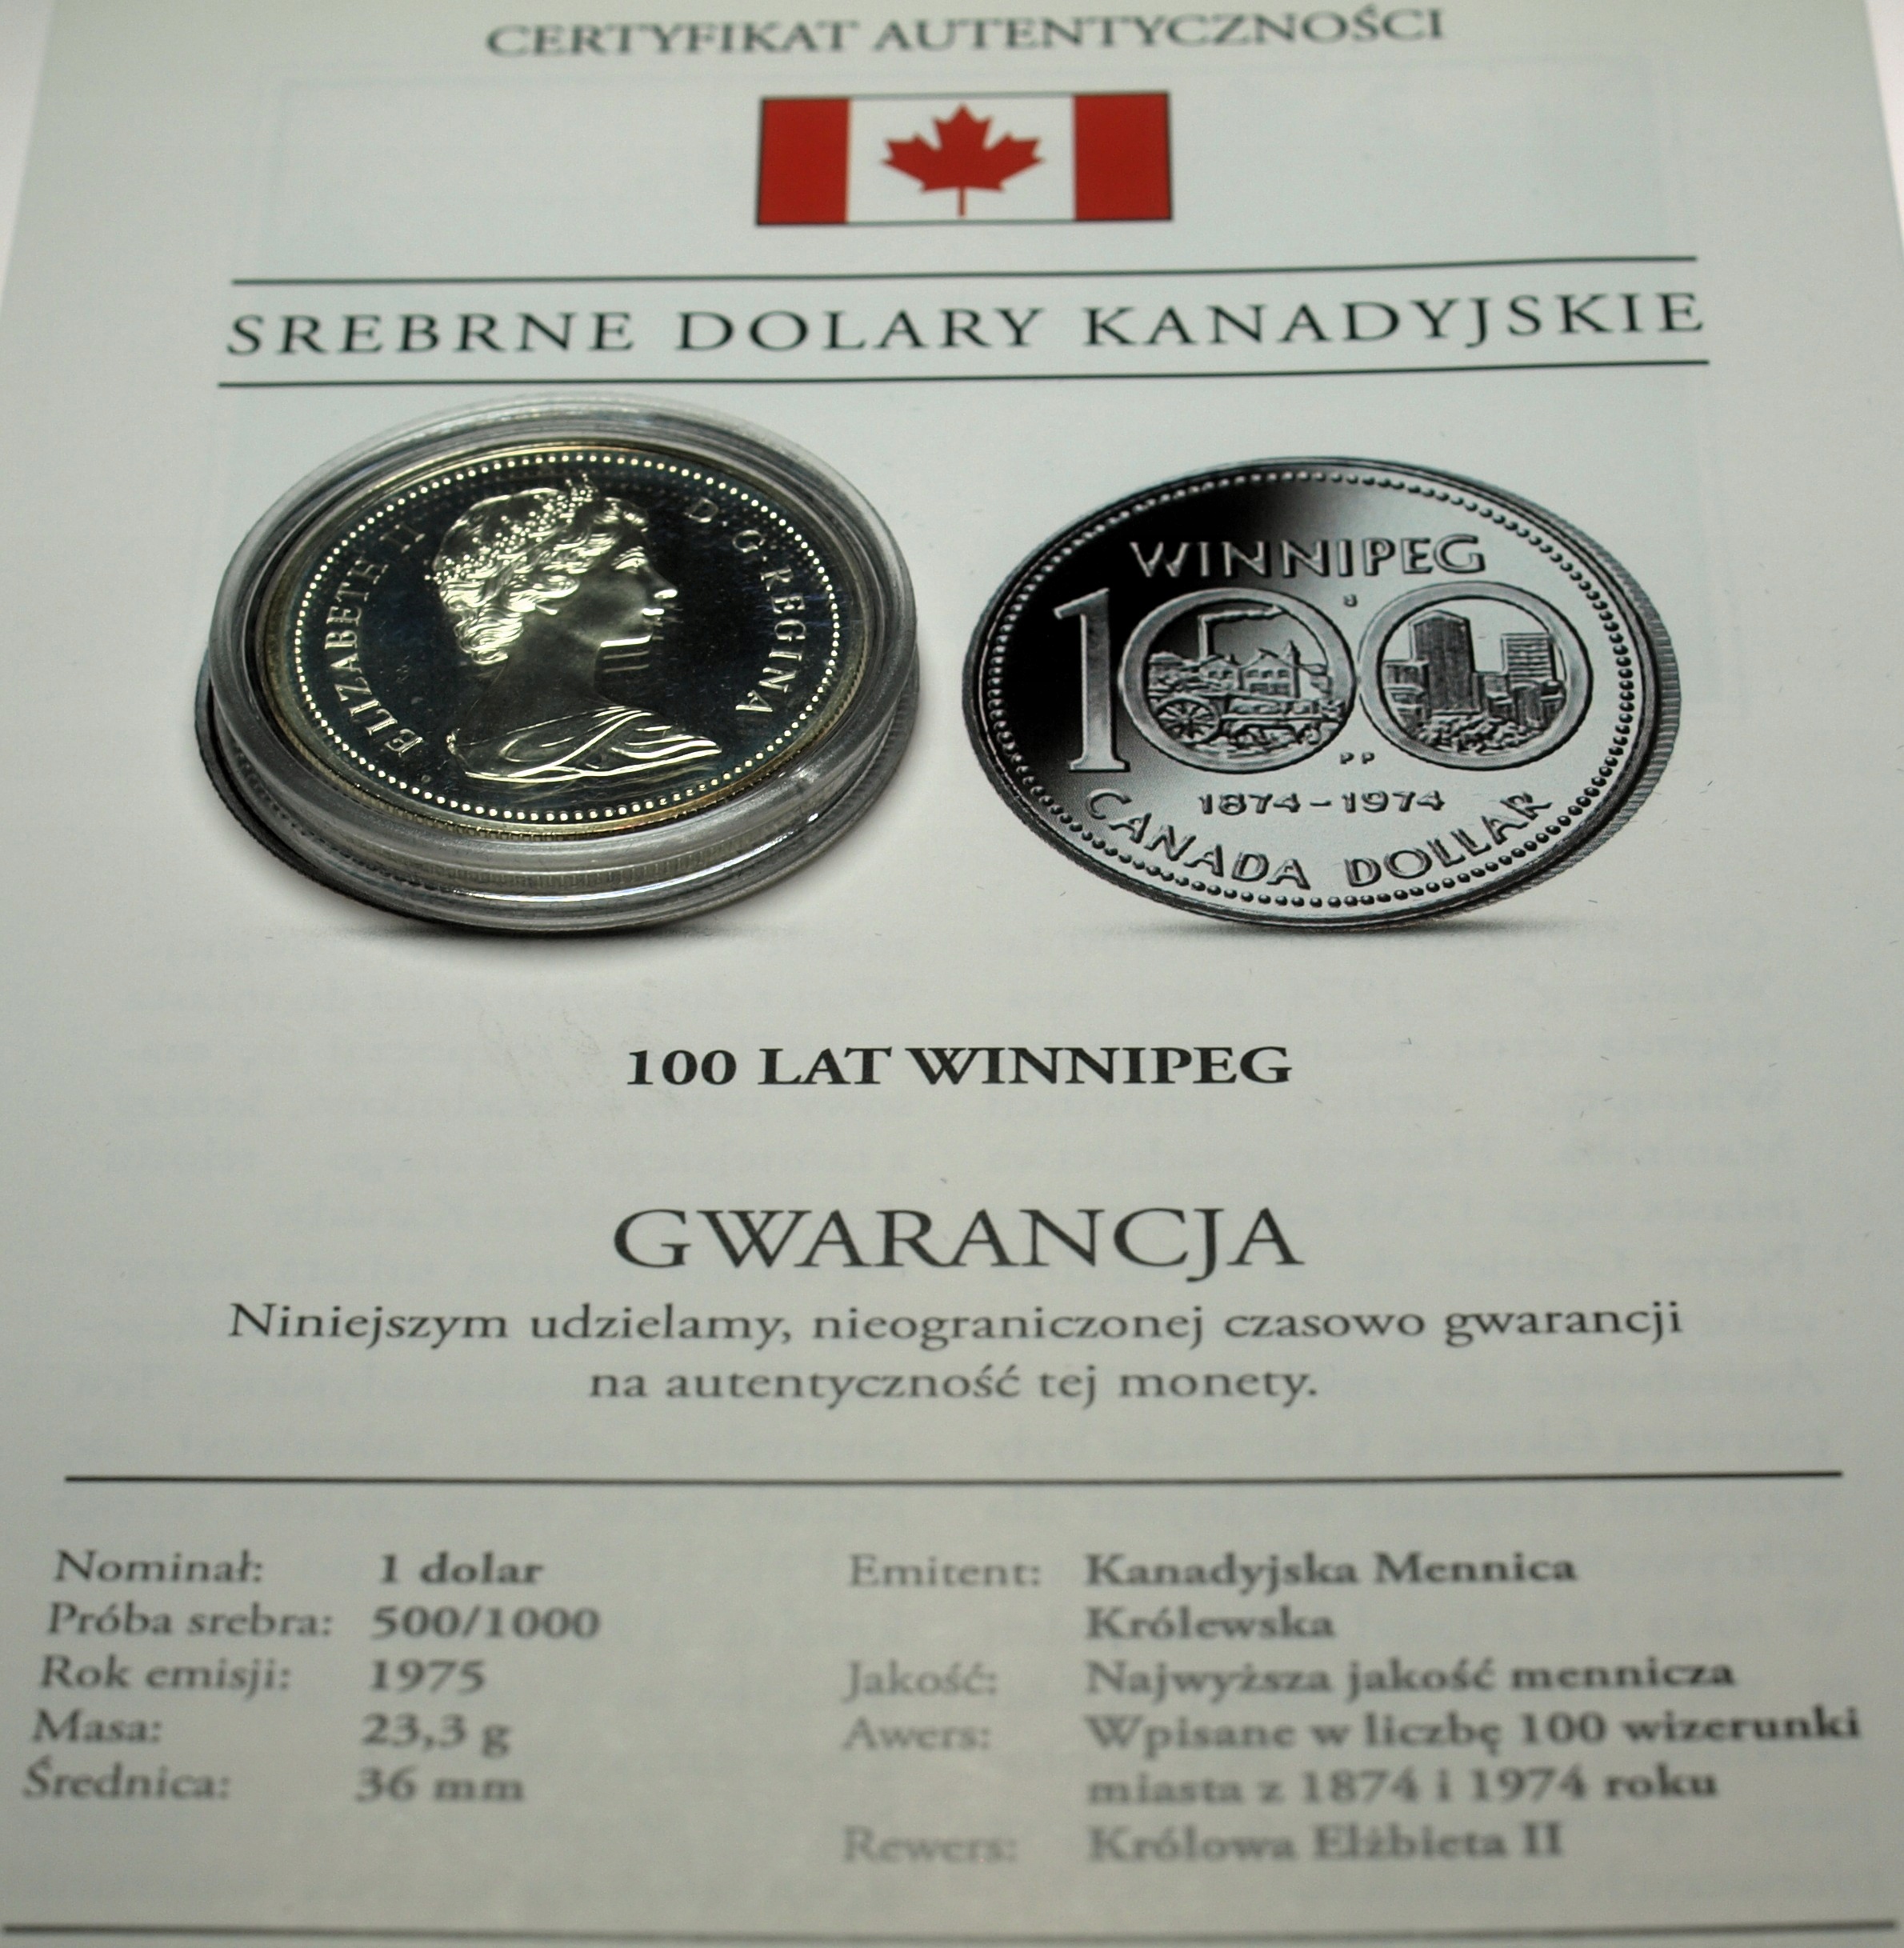 CERTYFIKAT AUTENTYCZNOŚCI
SREBRNE DOLARY KANADYJSKIE
ELIZABETH II D·G·REGINA
WINNIPEG
100
PP
1874-1974
CANADA DOLLAR
100 LAT WINNIPEG
GWARANCJA
Niniejszym udzielamy, nieograniczonej czasowo gwarancji
na autentyczność tej monety.
Nominał: 1 dolar
Próba srebra: 500/1000
Rok emisji: 1975
Masa: 23,3 g
Średnica: 36 mm
Emitent: Kanadyjska Mennica
Królewska
Jakość: Najwyższa jakość mennicza
Awers: Wpisane w liczbę 100 wizerunki
miasta z 1874 i 1974 roku
Rewers: Królowa Elżbieta II